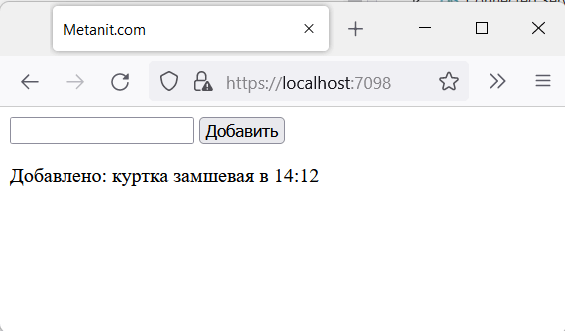 Metanit.com
https://localhost:7098
Добавить
Добавлено: куртка замшевая в 14:12